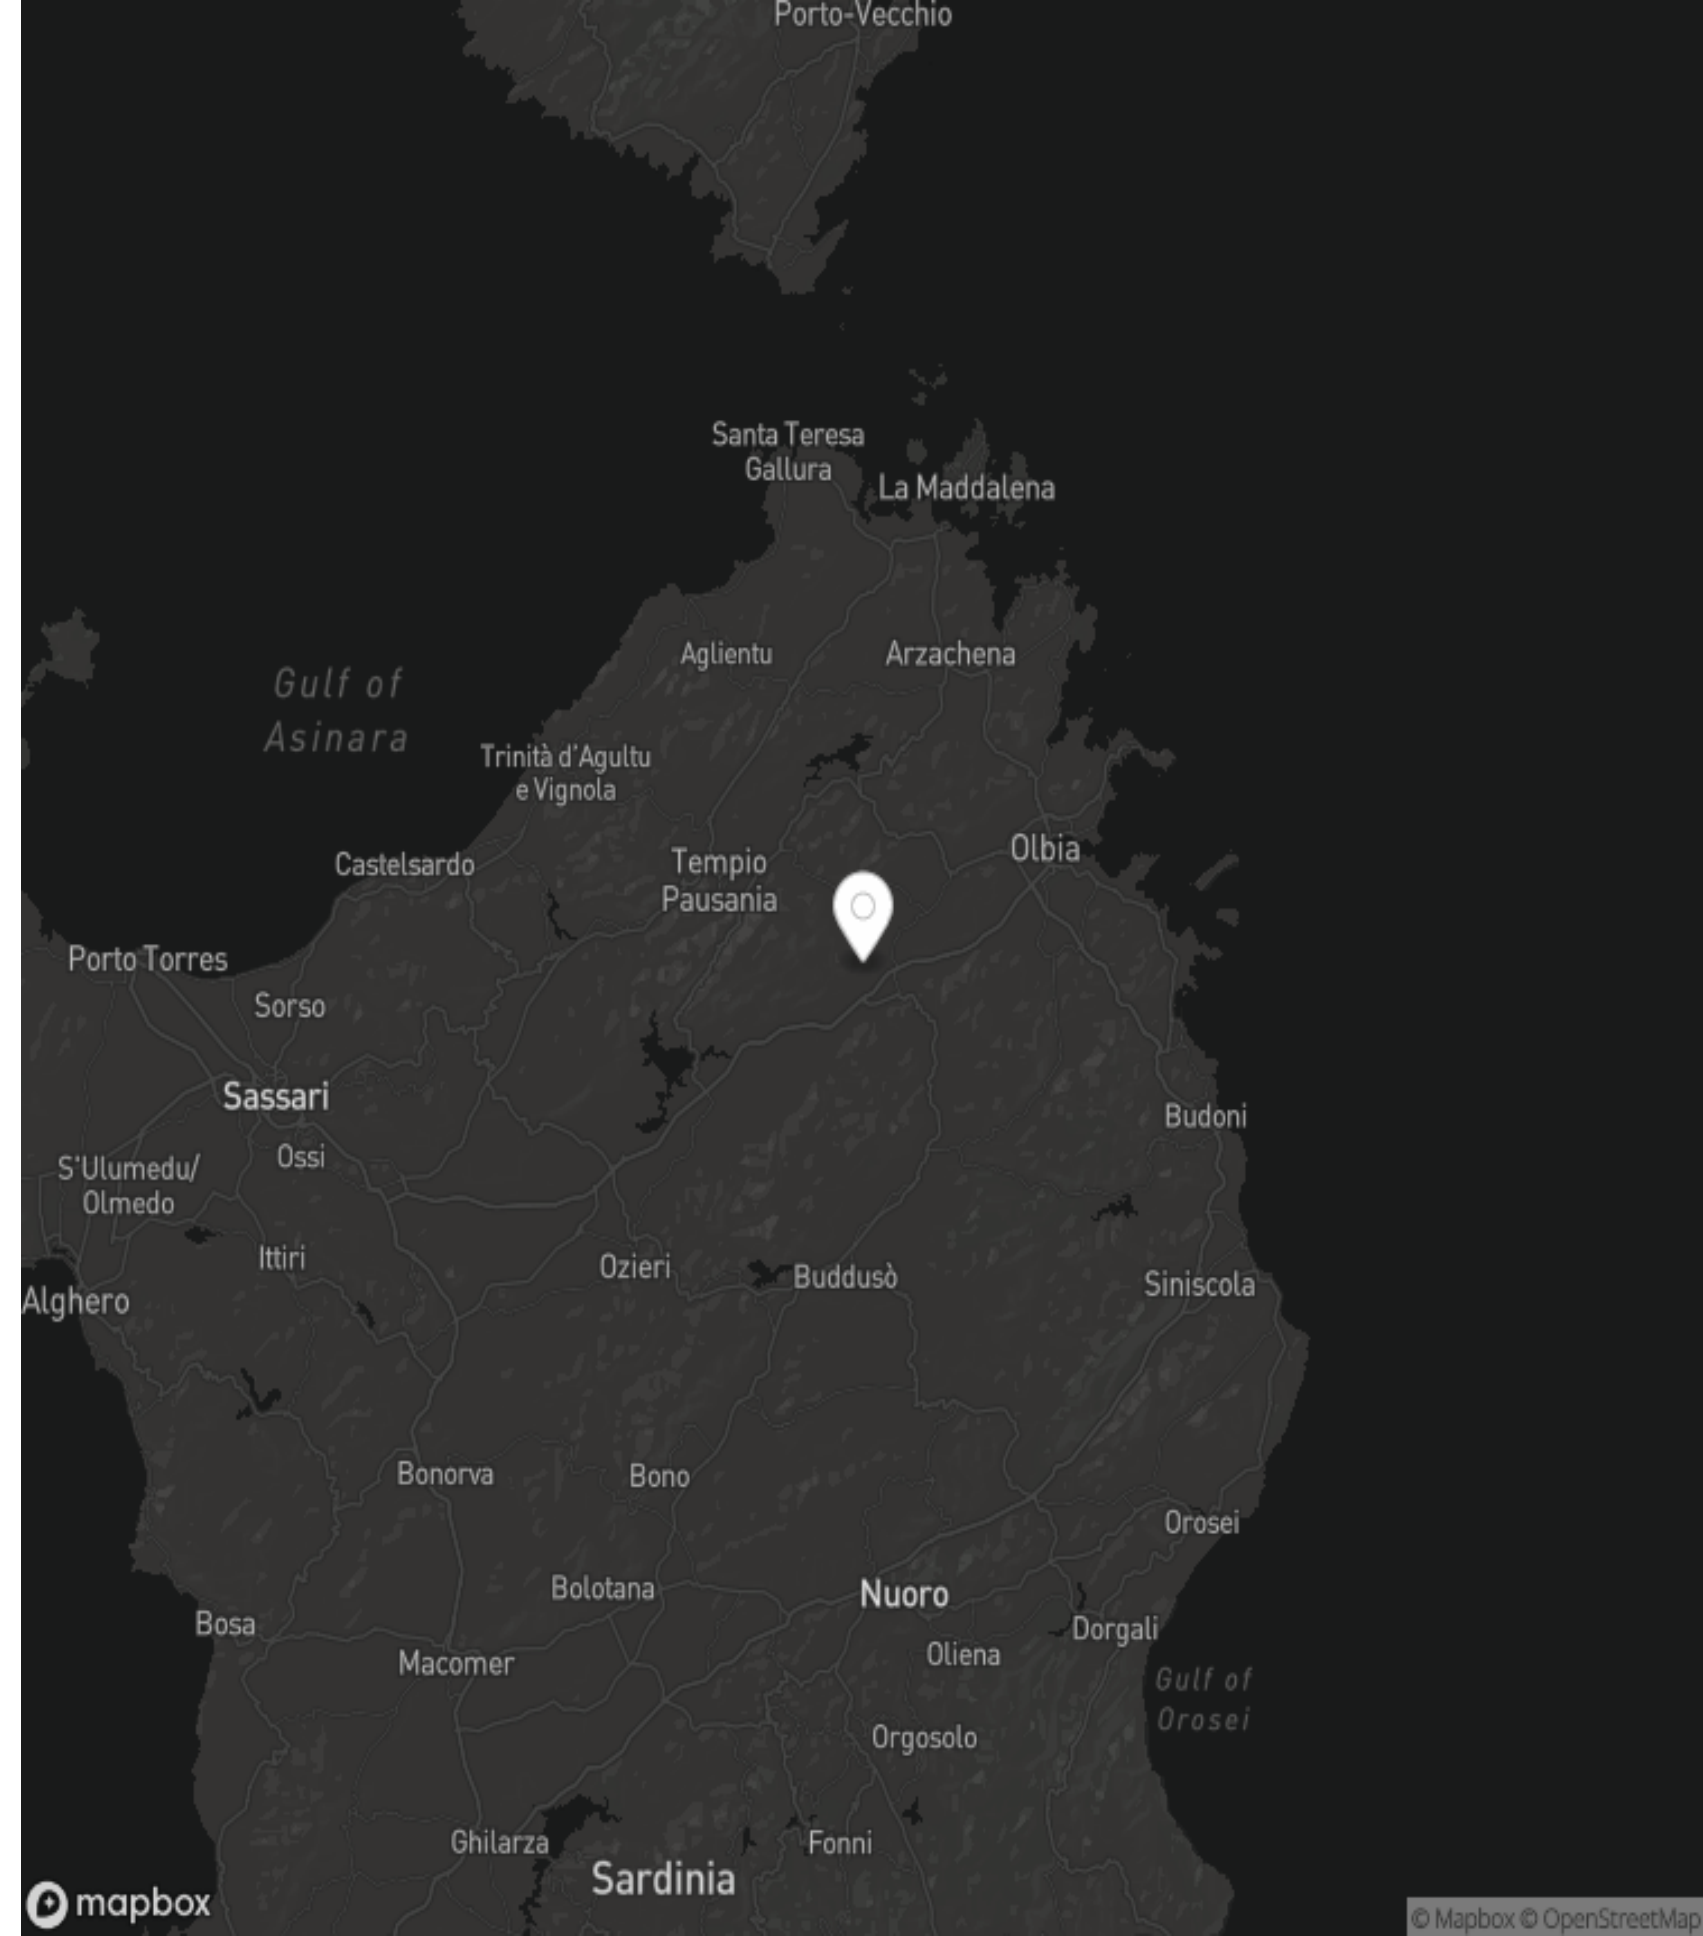 Porto-Vecchio
Santa Teresa
Gallura
La Maddalena
Aglientu
Arzachena
Gulf of
Asinara
Trinità d'Agultu
e Vignola
Olbia
Castelsardo
Tempio
Pausania
Porto Torres
Sorso
Sassari
Budoni
Ossi
S'Ulumedu/
Olmedo
Ittiri
Ozieri
Buddusò
Siniscola
Alghero
Bonorva
Bono
Orosei
Bolotana
Nuoro
Bosa
Dorgali
Macomer
Oliena
Gulf of
Orosei
Orgosolo
Ghilarza
Fonni
Sardinia
mapbox
© Mapbox © OpenStreetMap